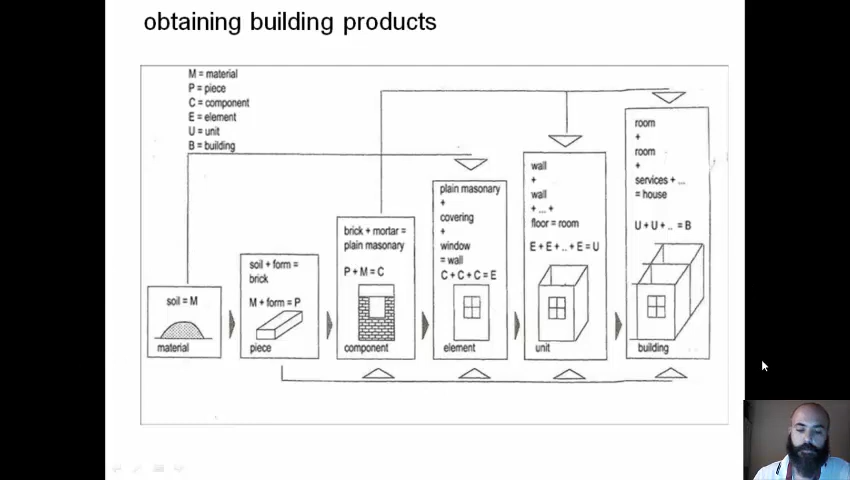 obtaining building products
M = material
P = piece
C = component
E = element
U = unit
B = building
soil = M
material
soil + form =
brick
M + form = P
piece
brick + mortar =
plain masonary
P + M = C
component
plain masonary
+
covering
+
window
= wall
C + C + C = E
element
wall
+
wall
+ ... +
floor = room
E + E + .. + E = U
unit
room
+
room
+
services + ...
= house
U + U + .. = B
building